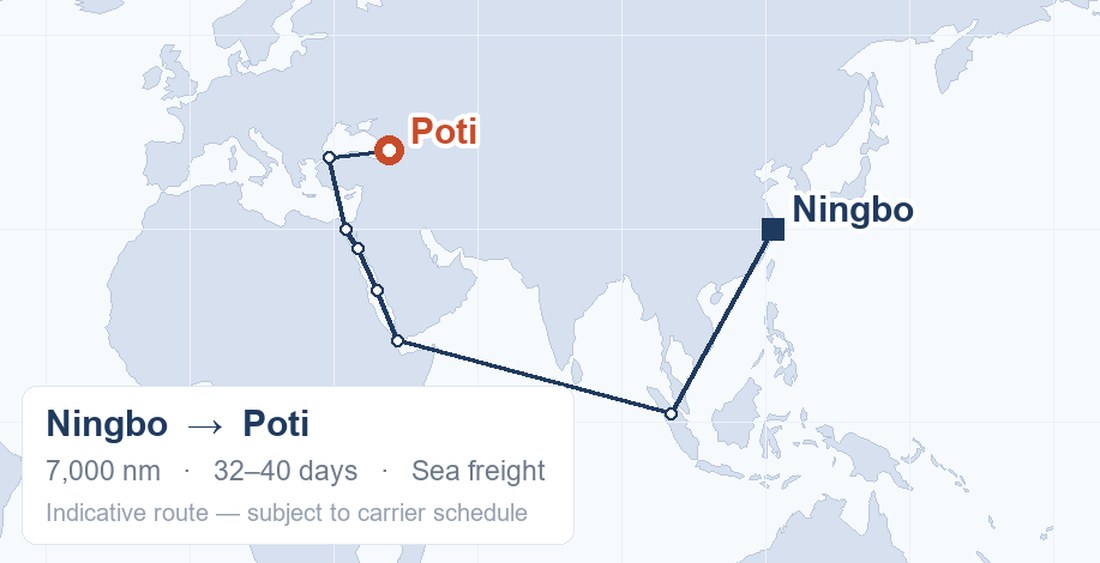 Poti
Ningbo
Ningbo → Poti
7,000 nm · 32–40 days · Sea freight
Indicative route — subject to carrier schedule